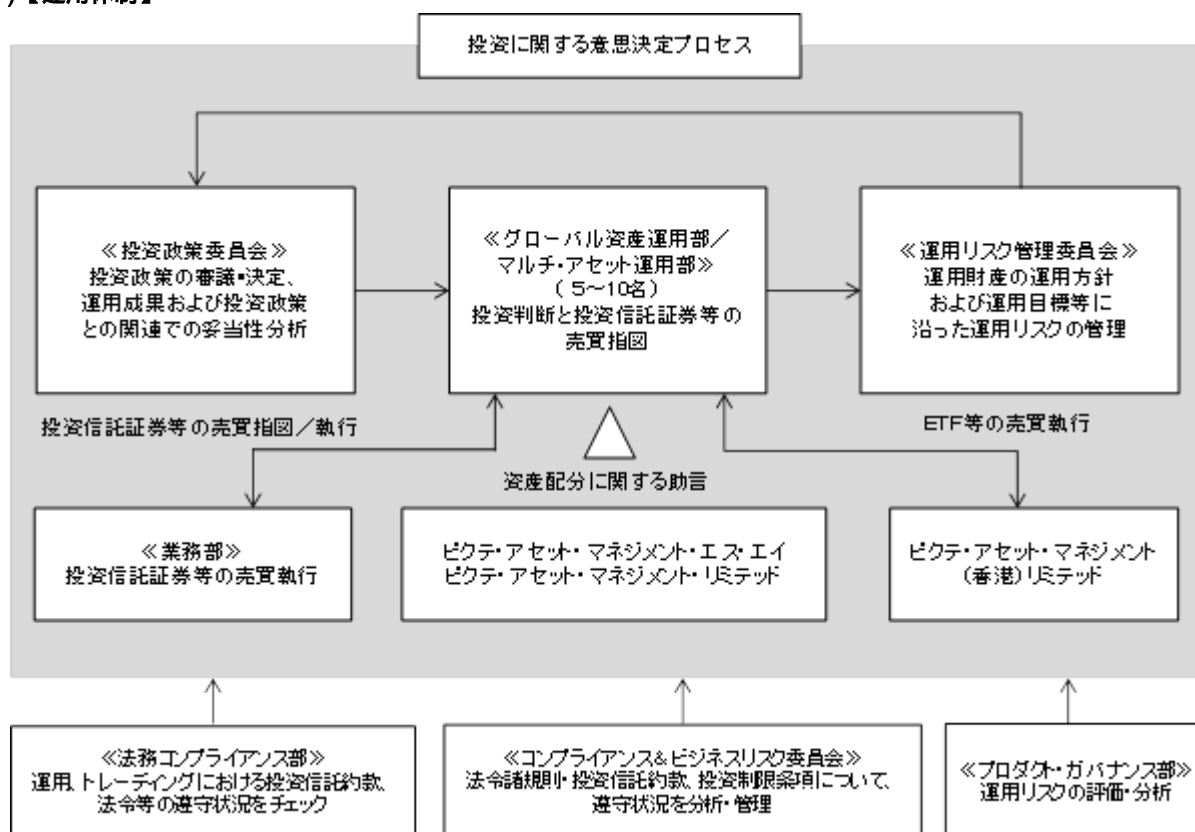 )【運用体制】
投資に関する意思決定プロセス
≪投資政策委員会≫
投資政策の審議・決定、
運用成果および投資政策
との関連での妥当性分析
≪グローバル資産運用部／
マルチ・アセット運用部≫
（5～10名）
投資判断と投資信託証券等の
売買指図
≪運用リスク管理委員会≫
運用財産の運用方針
および運用目標等に
沿った運用リスクの管理
投資信託証券等の売買指図／執行
ETF等の売買執行
資産配分に関する助言
≪業務部≫
投資信託証券等の売買執行
ピクテ・アセット・マネジメント・エス・エイ
ピクテ・アセット・マネジメント・リミテッド
ピクテ・アセット・マネジメント
（香港）リミテッド
≪法務コンプライアンス部≫
運用、トレーディングにおける投資信託約款、
法令等の遵守状況をチェック
≪コンプライアンス&ビジネスリスク委員会≫
法令諸規則・投資信託約款、投資制限条項について、
遵守状況を分析・管理
≪プロダクト・ガバナンス部≫
運用リスクの評価・分析